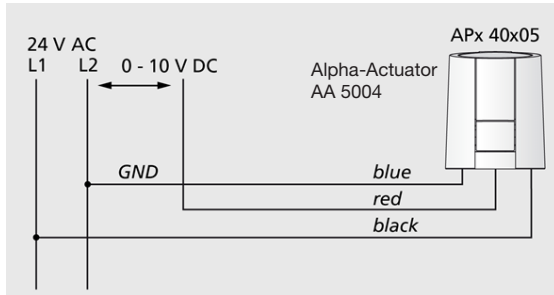 APx 40x05
24 V AC
L1 L2 0 - 10 V DC
Alpha-Actuator
AA 5004
GND blue
red
black